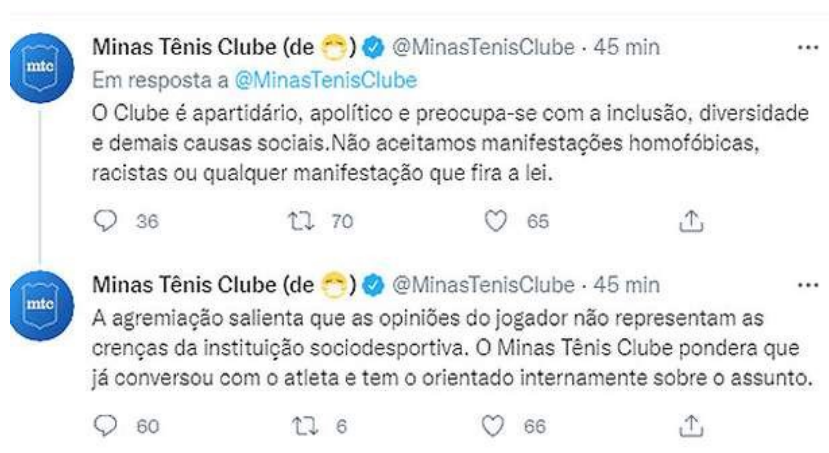 Minas Tênis Clube (de 😷) @MinasTenisClube · 45 min
mtc
Em resposta a @MinasTenisClube
O Clube é apartidário, apolítico e preocupa-se com a inclusão, diversidade
e demais causas sociais.Não aceitamos manifestações homofóbicas,
racistas ou qualquer manifestação que fira a lei.
36 70 65
Minas Tênis Clube (de 😷) @MinasTenisClube · 45 min
mtc
A agremiação salienta que as opiniões do jogador não representam as
crenças da instituição sociodesportiva. O Minas Tênis Clube pondera que
já conversou com o atleta e tem o orientado internamente sobre o assunto.
60 6 66